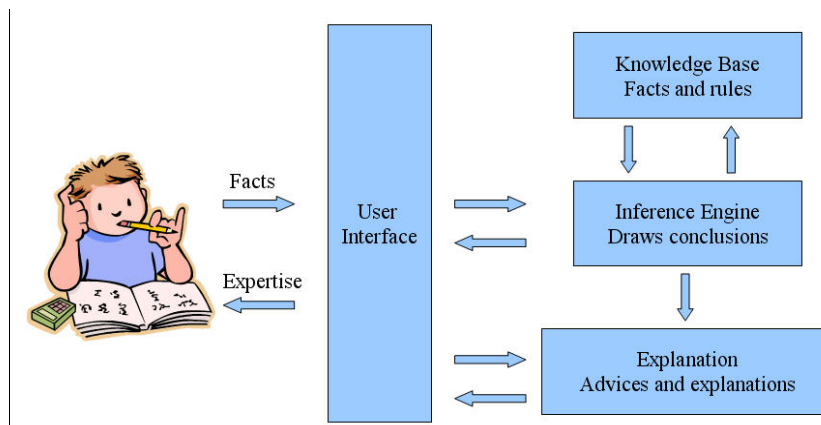 Knowledge Base
Facts and rules
Facts
User
Interface
Inference Engine
Draws conclusions
Expertise
Explanation
Advices and explanations